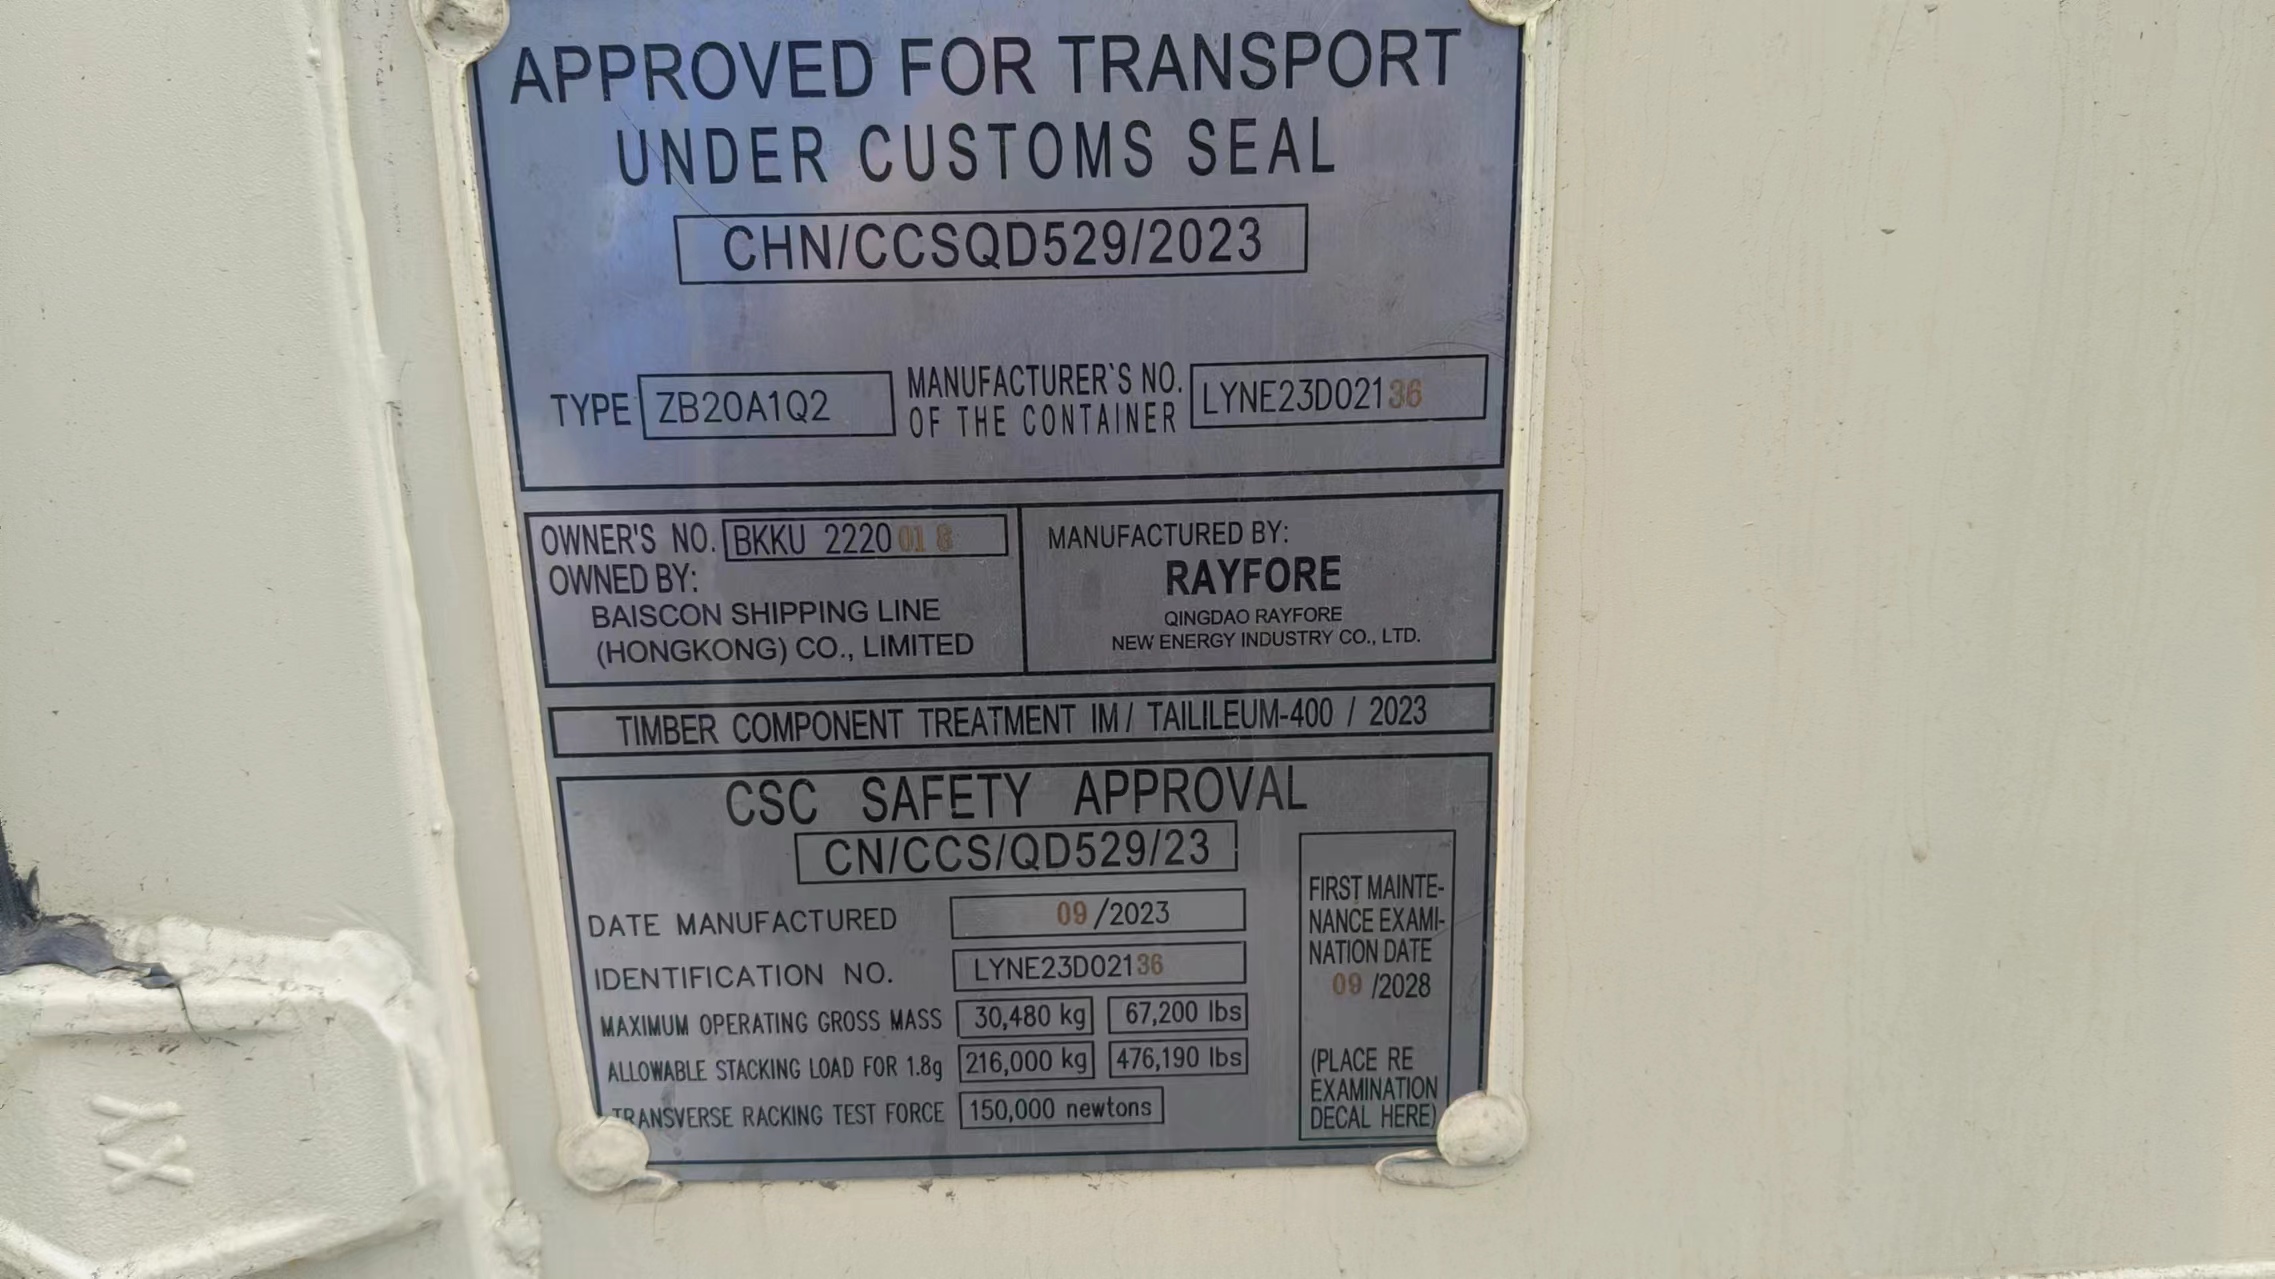 APPROVED FOR TRANSPORT
UNDER CUSTOMS SEAL
CHN/CCSQD529/2023
TYPE ZB20A1Q2
MANUFACTURER'S NO.
OF THE CONTAINER
LYNE23D02136
OWNER'S NO. BKKU 222001 8
OWNED BY:
BAISCON SHIPPING LINE
(HONGKONG) CO., LIMITED
MANUFACTURED BY:
RAYFORE
QINGDAO RAYFORE
NEW ENERGY INDUSTRY CO., LTD.
TIMBER COMPONENT TREATMENT IM / TAILILEUM-400 / 2023
CSC SAFETY APPROVAL
CN/CCS/QD529/23
DATE MANUFACTURED 09 /2023
IDENTIFICATION NO. LYNE23D02136
MAXIMUM OPERATING GROSS MASS 30,480 kg 67,200 lbs
ALLOWABLE STACKING LOAD FOR 1.8g 216,000 kg 476,190 lbs
TRANSVERSE RACKING TEST FORCE 150,000 newtons
FIRST MAINTE-
NANCE EXAMI-
NATION DATE
09 /2028
(PLACE RE
EXAMINATION
DECAL HERE)